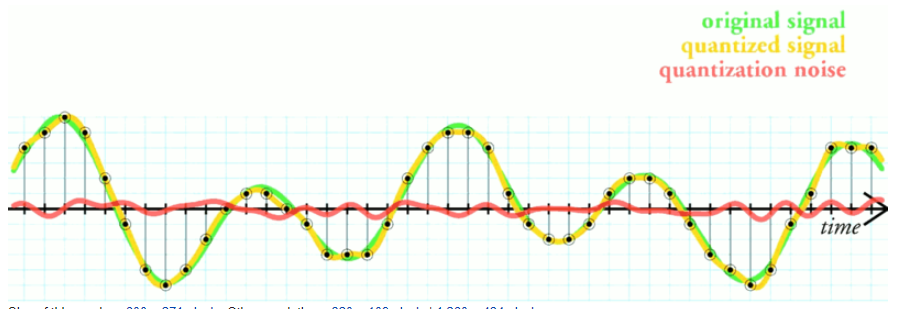 original signal
quantized signal
quantization noise
time